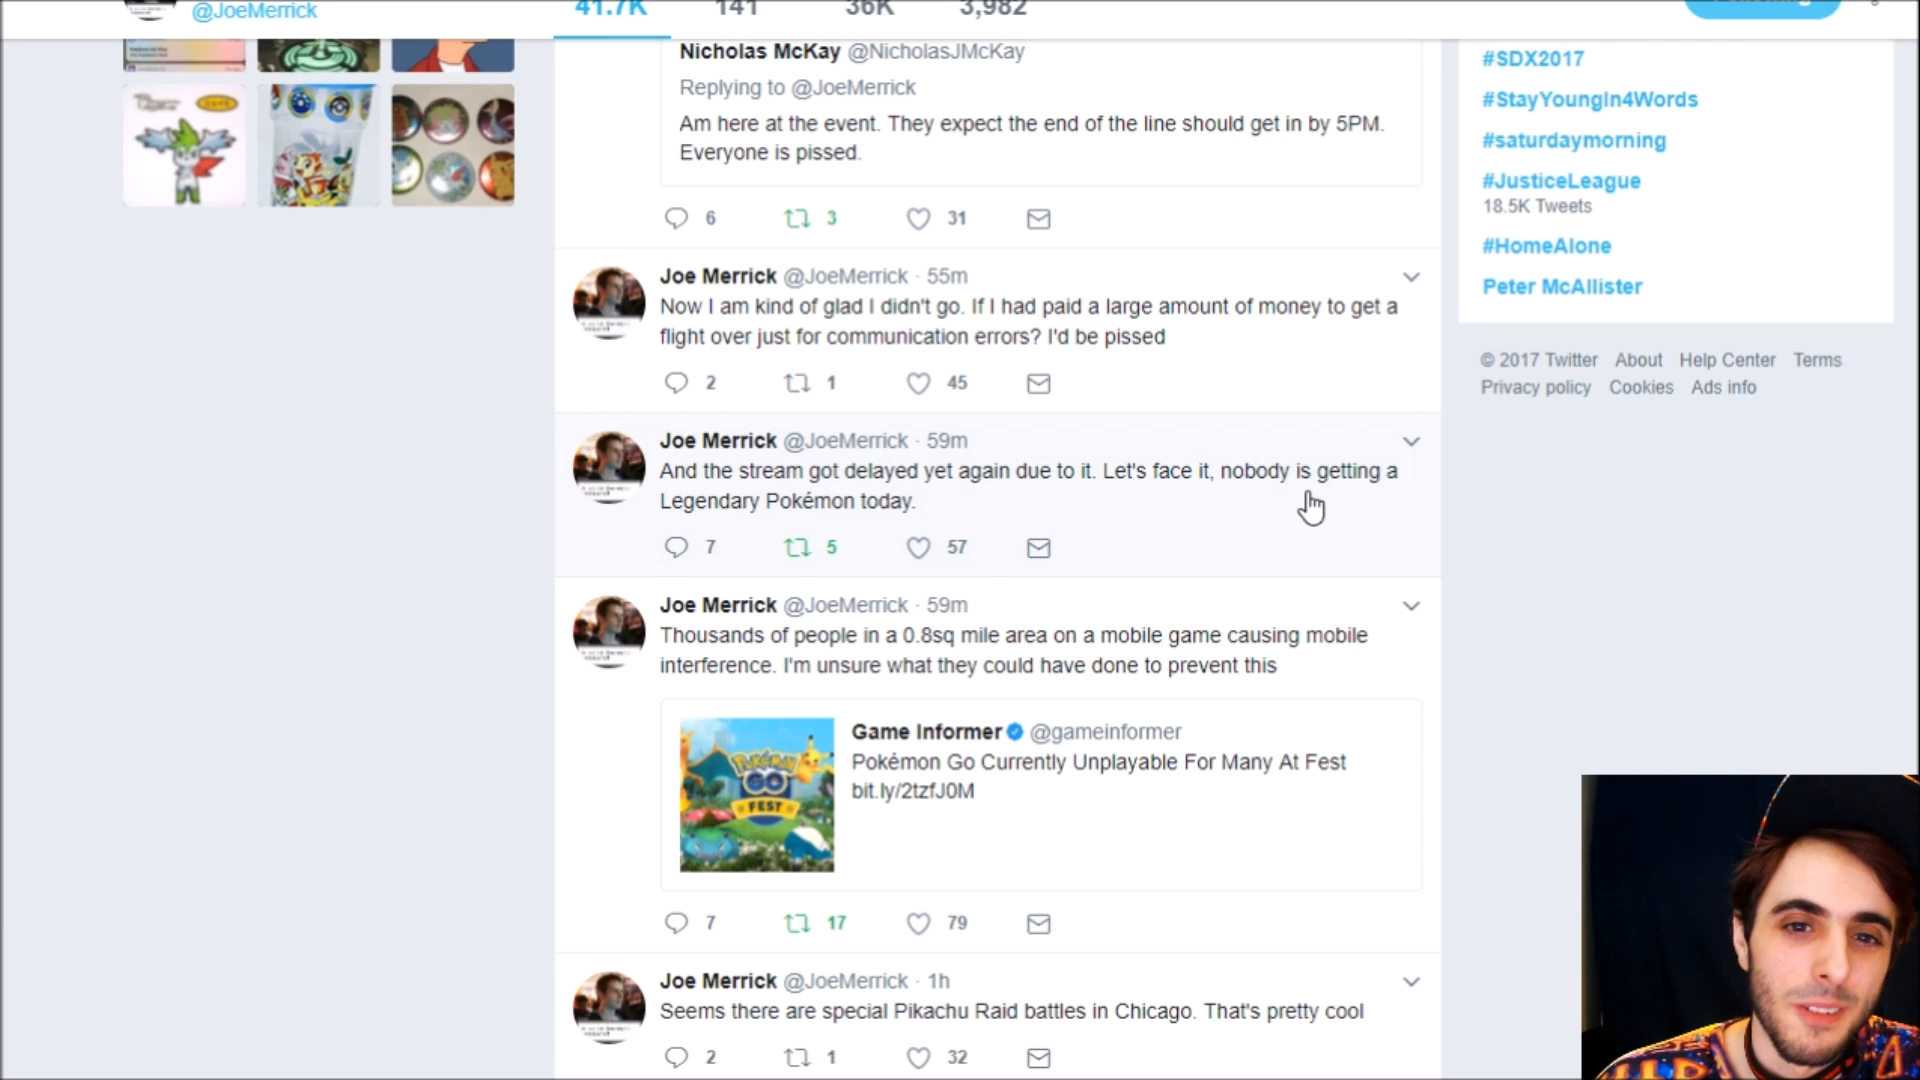 @JoeMerrick
41.7K 141 36K 3,982
Nicholas McKay @NicholasJMcKay
Replying to @JoeMerrick
Am here at the event. They expect the end of the line should get in by 5PM.
Everyone is pissed.
6 3 31
Joe Merrick @JoeMerrick · 55m
Now I am kind of glad I didn't go. If I had paid a large amount of money to get a
flight over just for communication errors? I'd be pissed
2 1 45
Joe Merrick @JoeMerrick · 59m
And the stream got delayed yet again due to it. Let's face it, nobody is getting a
Legendary Pokémon today.
7 5 57
Joe Merrick @JoeMerrick · 59m
Thousands of people in a 0.8sq mile area on a mobile game causing mobile
interference. I'm unsure what they could have done to prevent this
Game Informer @gameinformer
Pokémon Go Currently Unplayable For Many At Fest
bit.ly/2tzfJ0M
POKÉMON
GO
FEST
7 17 79
Joe Merrick @JoeMerrick · 1h
Seems there are special Pikachu Raid battles in Chicago. That's pretty cool
2 1 32
#SDX2017
#StayYoungIn4Words
#saturdaymorning
#JusticeLeague
18.5K Tweets
#HomeAlone
Peter McAllister
© 2017 Twitter About Help Center Terms
Privacy policy Cookies Ads info